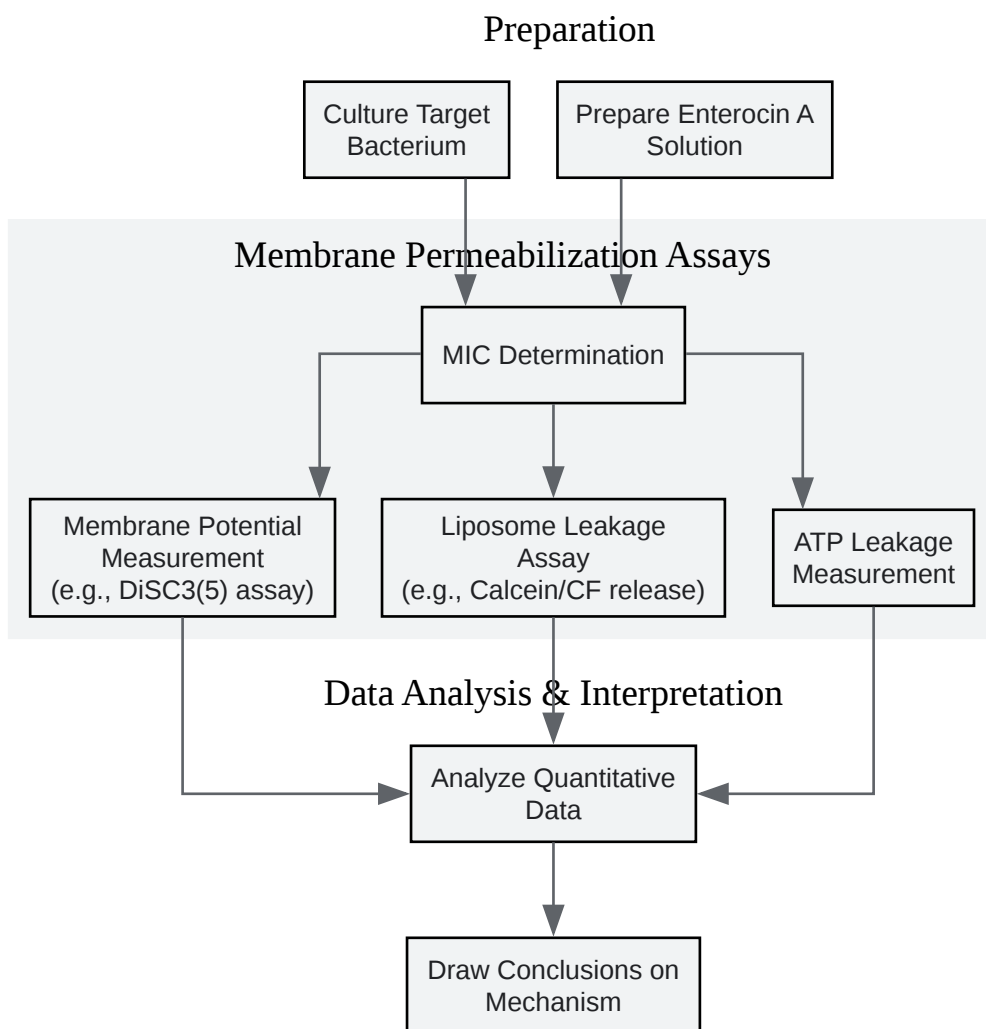 Preparation
Culture Target
Bacterium
Prepare Enterocin A
Solution
Membrane Permeabilization Assays
MIC Determination
Membrane Potential
Measurement
(e.g., DiSC3(5) assay)
Liposome Leakage
Assay
(e.g., Calcein/CF release)
ATP Leakage
Measurement
Data Analysis & Interpretation
Analyze Quantitative
Data
Draw Conclusions on
Mechanism